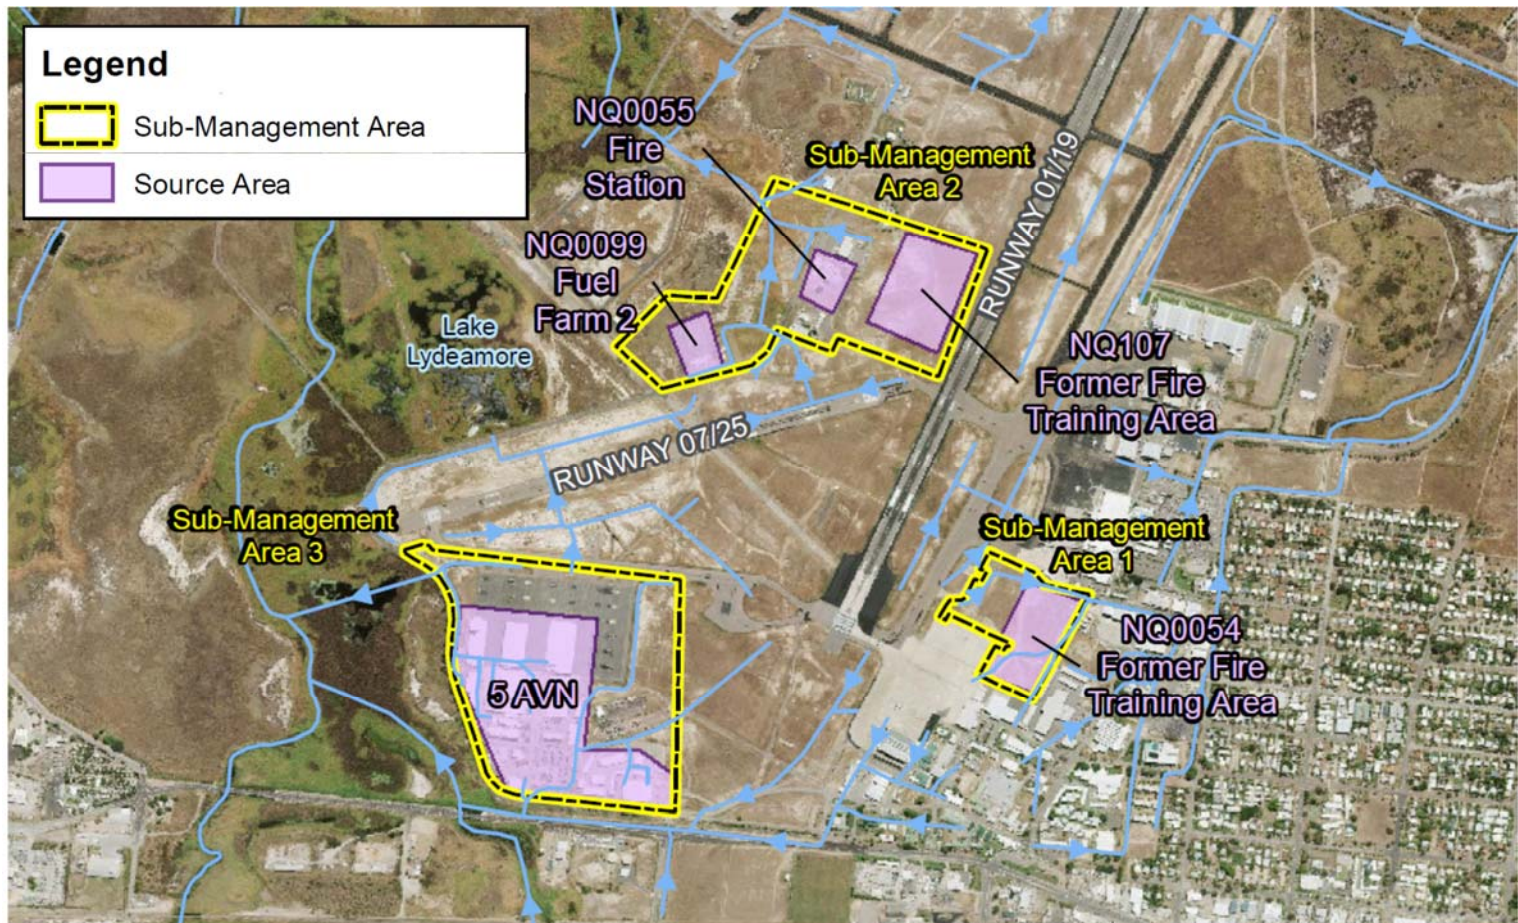 Legend
Sub-Management Area
Source Area
NQ0055
Fire
Station
Sub-Management
Area 2
NQ0099
Fuel
Farm 2
RUNWAY 01/19
Lake
Lydeamore
NQ107
Former Fire
Training Area
RUNWAY 07/25
Sub-Management
Area 3
Sub-Management
Area 1
NQ0054
Former Fire
Training Area
5 AVN